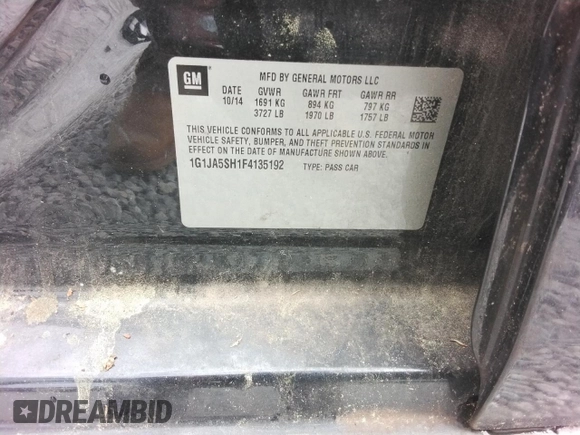 GM
MFD BY GENERAL MOTORS LLC
DATE GVWR GAWR FRT GAWR RR
10/14 1691 KG 894 KG 797 KG
3727 LB 1970 LB 1757 LB
THIS VEHICLE CONFORMS TO ALL APPLICABLE U.S. FEDERAL MOTOR
VEHICLE SAFETY, BUMPER, AND THEFT PREVENTION STANDARDS IN
EFFECT ON THE DATE OF MANUFACTURE SHOWN ABOVE.
1G1JA5SH1F4135192 TYPE: PASS CAR
DREAMBID